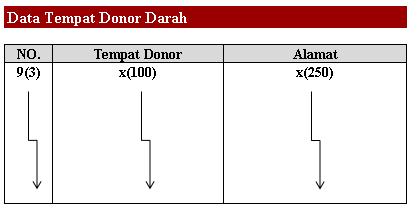 Data Tempat Donor Darah
NO. Tempat Donor Alamat
9(3) x(100) x(250)